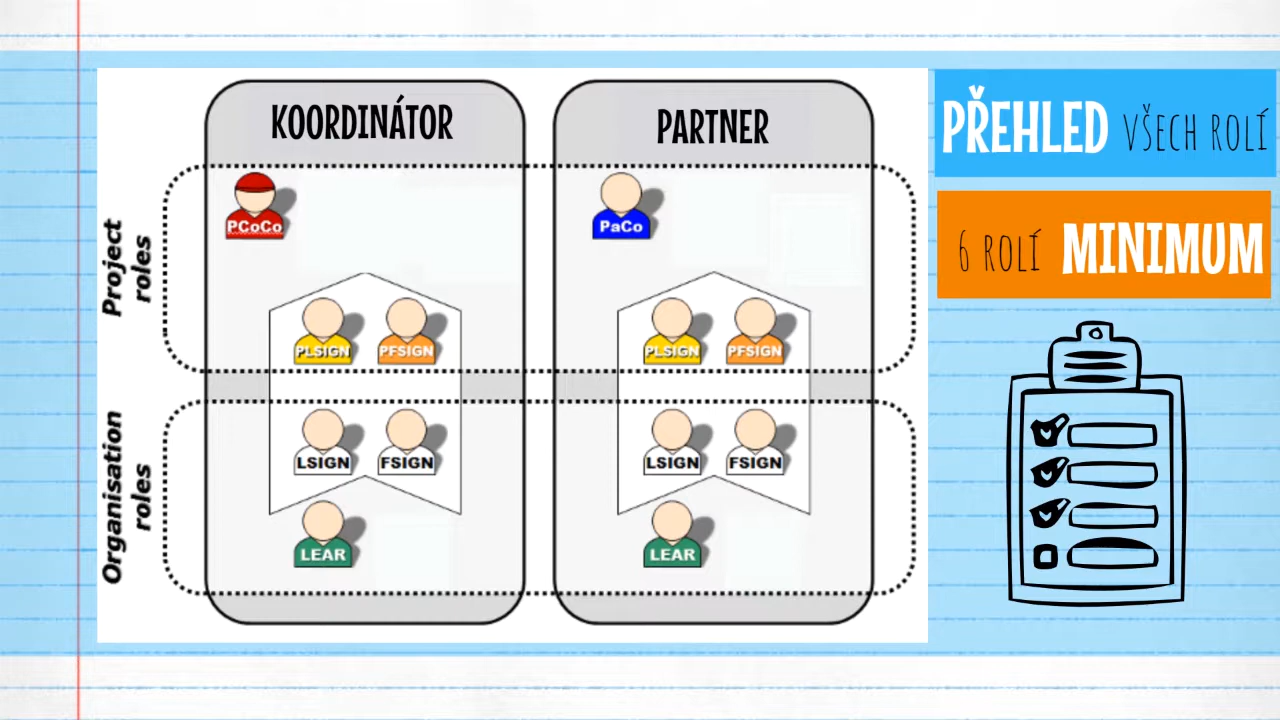 KOORDINÁTOR
PARTNER
PŘEHLED VŠECH ROLÍ
6 ROLÍ MINIMUM
Project
roles
PCoCo
PaCo
PLSIGN PFSIGN
PLSIGN PFSIGN
Organisation
roles
LSIGN FSIGN
LSIGN FSIGN
LEAR
LEAR